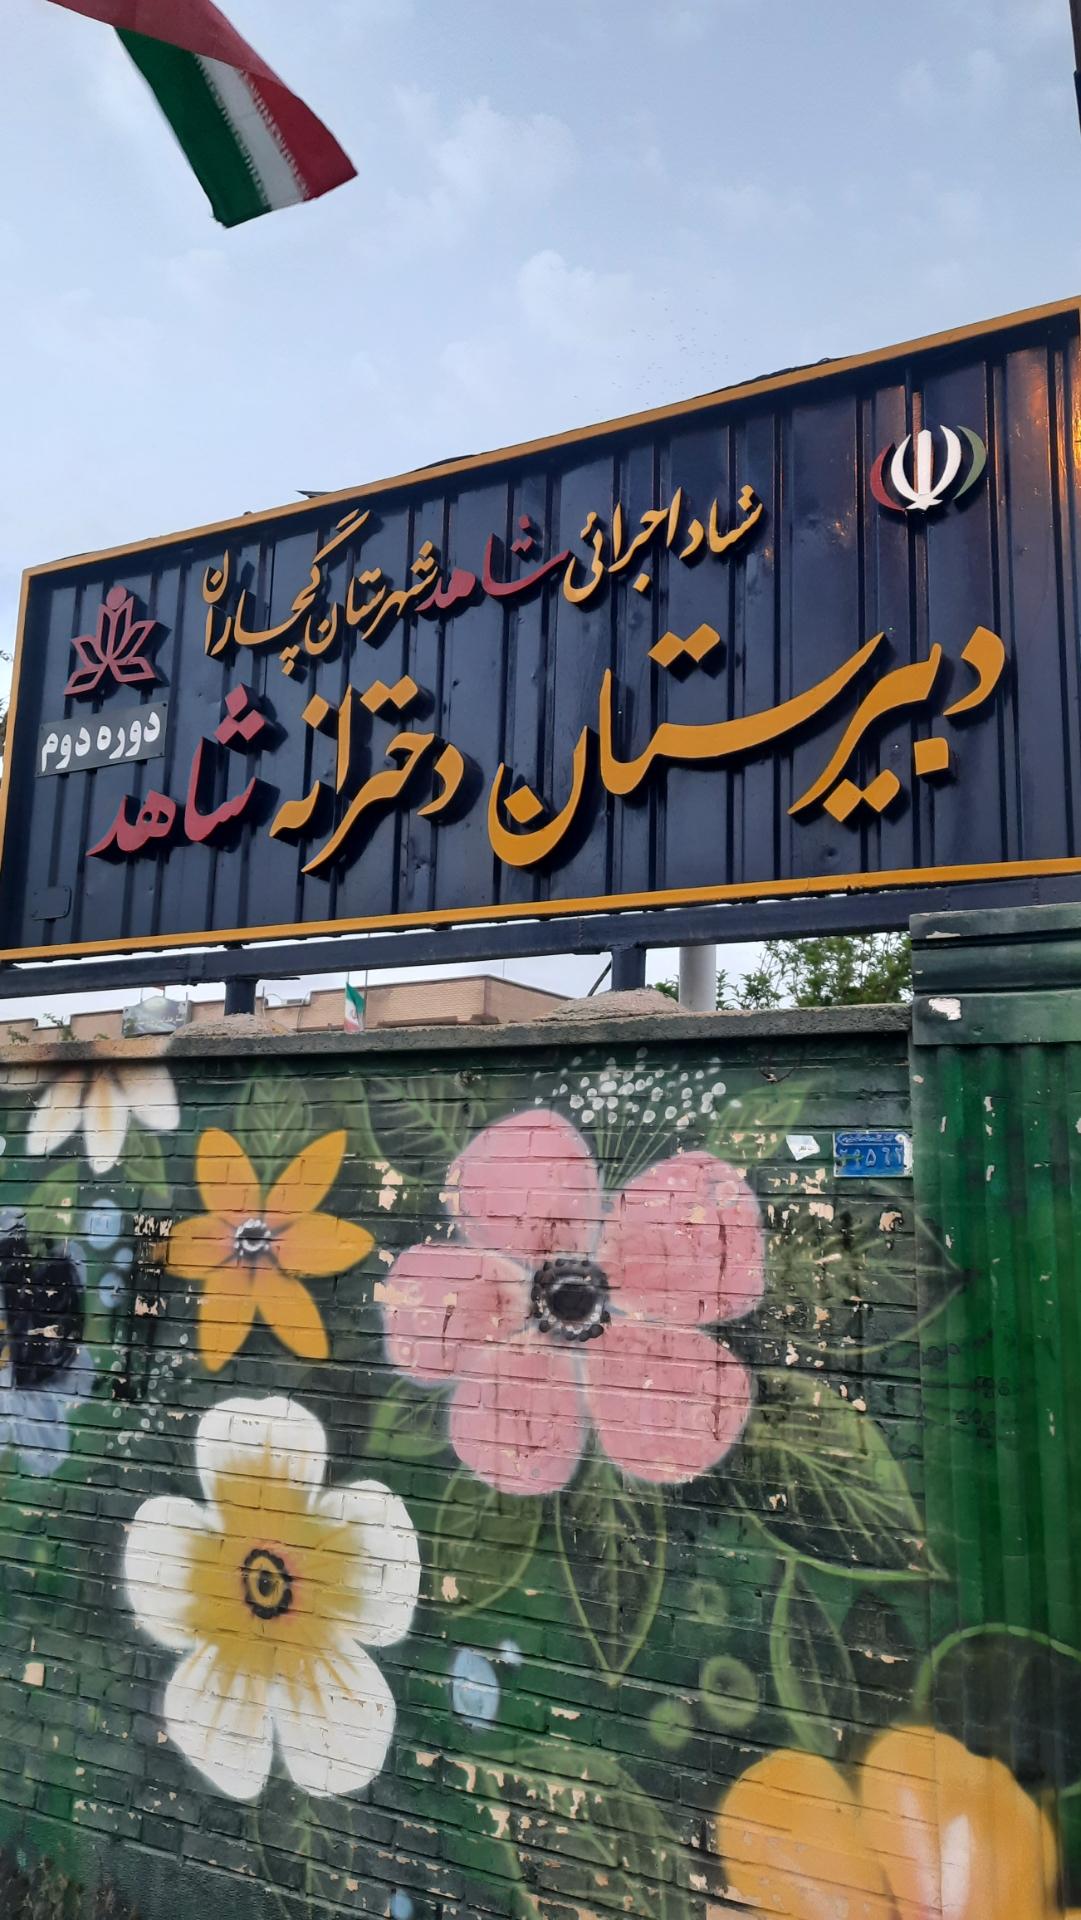 ستاد اجرائی شاهد شهرستان گچساران
دبیرستان دخترانه شاهد
دوره دوم